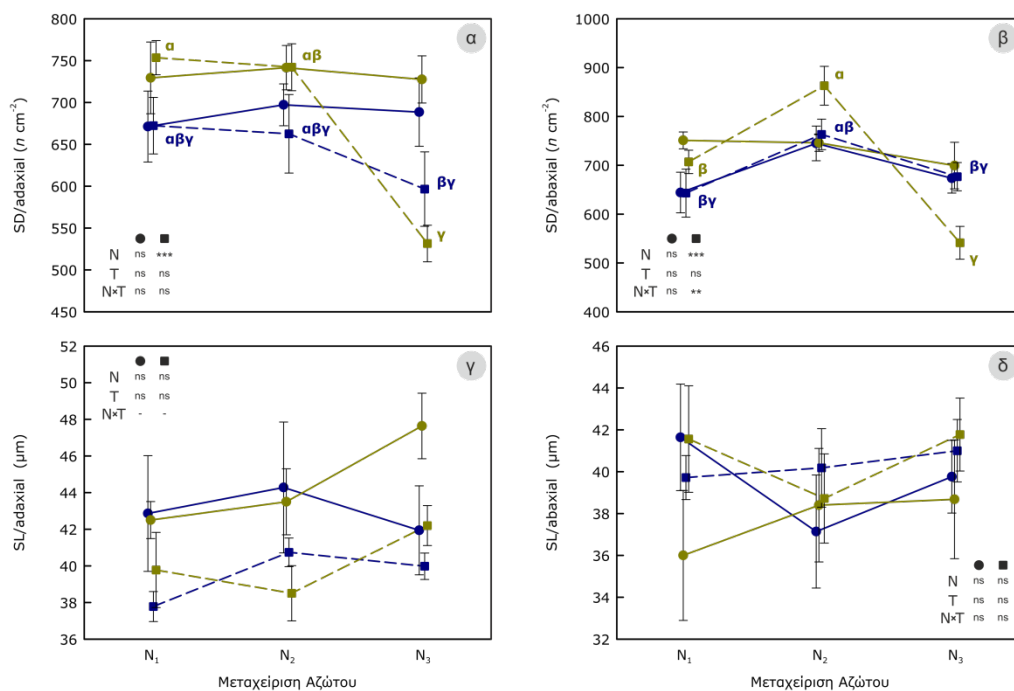 800
750
700
650
600
550
500
450
SD/adaxial (n cm⁻²)
α
α
αβ
αβγ
αβγ
βγ
γ
N ns ***
T ns ns
N×T ns ns
1000
900
800
700
600
500
400
SD/abaxial (n cm⁻²)
β
α
αβ
β
βγ
βγ
γ
N ns ***
T ns ns
N×T ns **
52
50
48
46
44
42
40
38
36
SL/adaxial (μm)
γ
N ns ns
T ns ns
N×T - -
N₁ N₂ N₃
Μεταχείριση Αζώτου
46
44
42
40
38
36
34
32
SL/abaxial (μm)
δ
N ns ns
T ns ns
N×T ns ns
N₁ N₂ N₃
Μεταχείριση Αζώτου